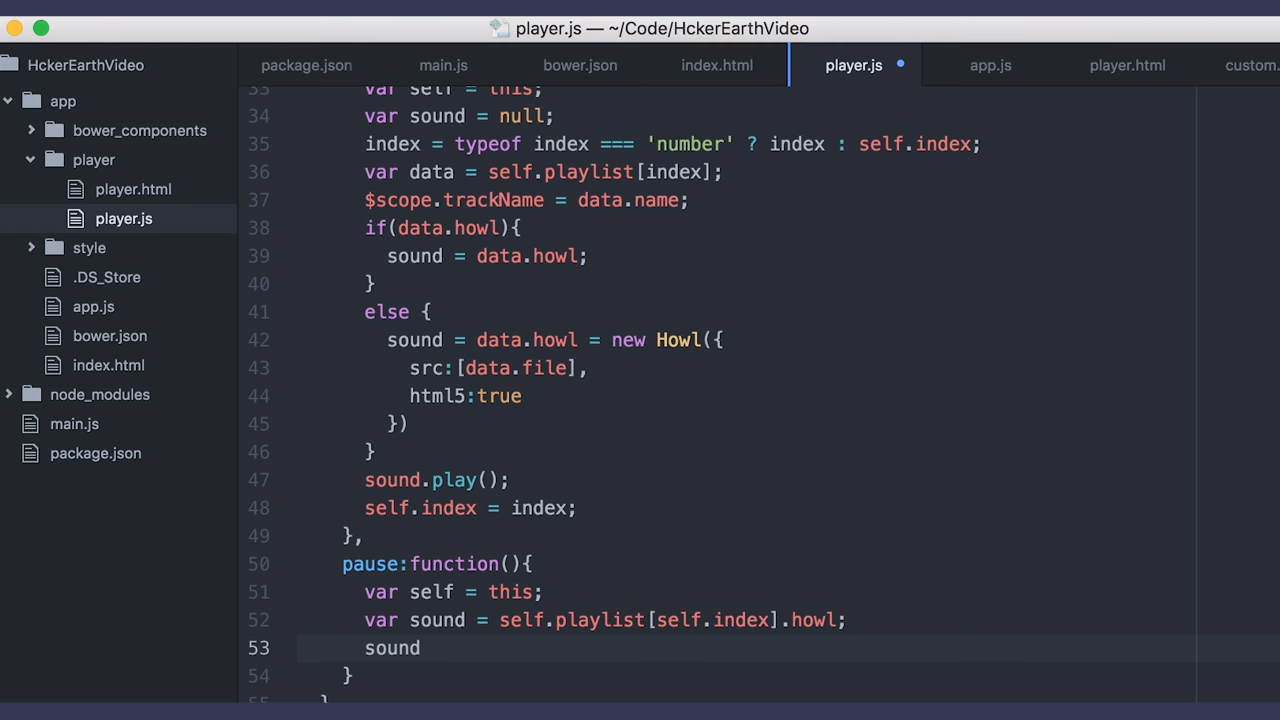 player.js — ~/Code/HckerEarthVideo
HckerEarthVideo
package.json
main.js
bower.json
index.html
player.js
app.js
player.html
custom.
app
bower_components
player
player.html
player.js
style
.DS_Store
app.js
bower.json
index.html
node_modules
main.js
package.json
33 var self = this;
34 var sound = null;
35 index = typeof index === 'number' ? index : self.index;
36 var data = self.playlist[index];
37 $scope.trackName = data.name;
38 if(data.howl){
39 sound = data.howl;
40 }
41 else {
42 sound = data.howl = new Howl({
43 src:[data.file],
44 html5:true
45 })
46 }
47 sound.play();
48 self.index = index;
49 },
50 pause:function(){
51 var self = this;
52 var sound = self.playlist[self.index].howl;
53 sound
54 }
55 }